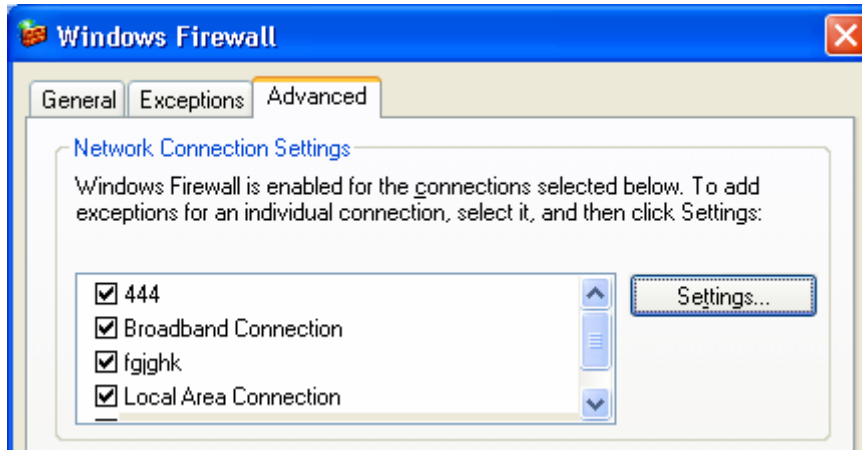 Windows Firewall
General Exceptions Advanced
Network Connection Settings
Windows Firewall is enabled for the connections selected below. To add
exceptions for an individual connection, select it, and then click Settings:
444
Settings...
Broadband Connection
fgjghk
Local Area Connection